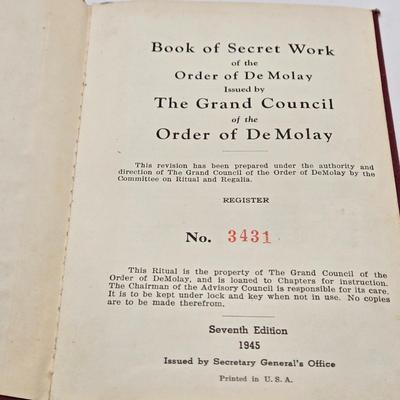 Book of Secret Work
of the
Order of DeMolay
Issued by
The Grand Council
of the
Order of DeMolay
This revision has been prepared under the authority and
direction of The Grand Council of the Order of DeMolay by the
Committee on Ritual and Regalia.
REGISTER
No. 3431
This Ritual is the property of The Grand Council of the
Order of DeMolay, and is loaned to Chapters for instruction.
The Chairman of the Advisory Council is responsible for its care.
It is to be kept under lock and key when not in use. No copies
are to be made therefrom.
Seventh Edition
1945
Issued by Secretary General's Office
Printed in U. S. A.